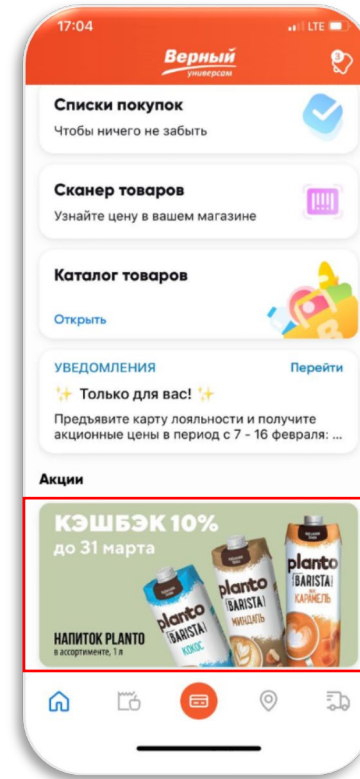 17:04
LTE
Верный
универсам
3
Списки покупок
Чтобы ничего не забыть
Сканер товаров
Узнайте цену в вашем магазине
Каталог товаров
Открыть
УВЕДОМЛЕНИЯ
Перейти
✨ Только для вас! ✨
Предъявите карту лояльности и получите
акционные цены в период с 7 - 16 февраля: ...
Акции
КЭШБЭК 10%
до 31 марта
НАПИТОК PLANTO
в ассортименте, 1 л
planto
BARISTA
КОКОС
planto
BARISTA
МИНДАЛЬ
planto
BARISTA
КАРАМЕЛЬ